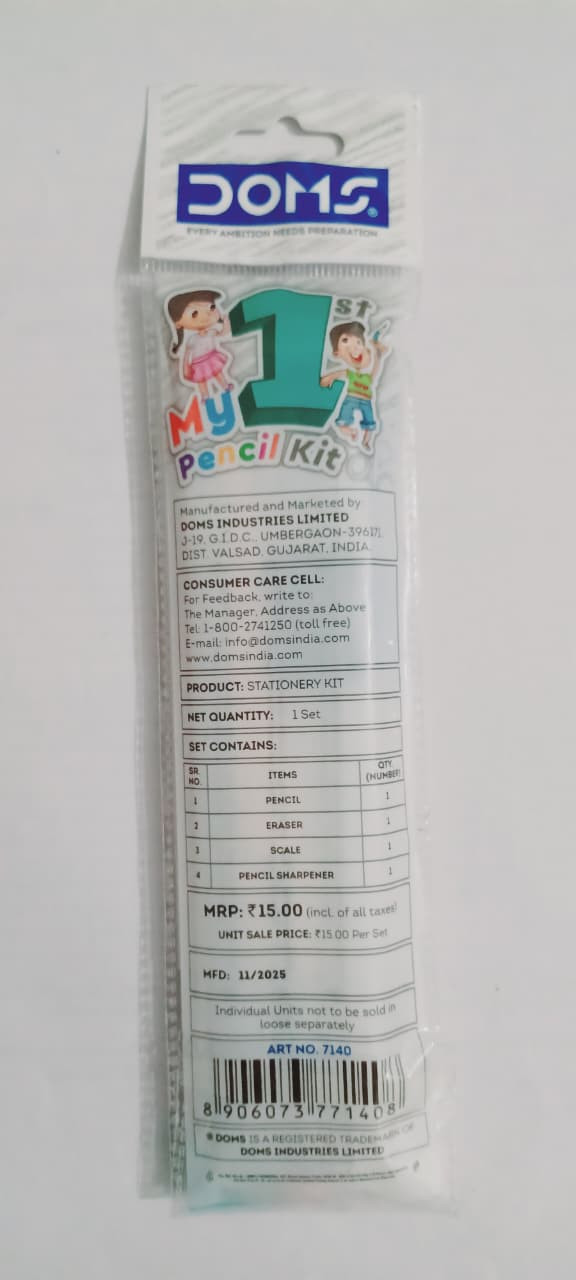 DOMS®
EVERY AMBITION NEEDS PREPARATION
My 1st
Pencil Kit
Manufactured and Marketed by
DOMS INDUSTRIES LIMITED
J-19, G.I.D.C., UMBERGAON-396171,
DIST. VALSAD, GUJARAT, INDIA.
CONSUMER CARE CELL:
For Feedback, write to:
The Manager, Address as Above
Tel: 1-800-2741250 (toll free)
E-mail: info@domsindia.com
www.domsindia.com
PRODUCT: STATIONERY KIT
NET QUANTITY: 1 Set
SET CONTAINS:
SR. NO. ITEMS QTY. (NUMBER)
1 PENCIL 1
2 ERASER 1
3 SCALE 1
4 PENCIL SHARPENER 1
MRP: ₹15.00 (incl. of all taxes)
UNIT SALE PRICE: ₹15.00 Per Set
MFD: 11/2025
Individual Units not to be sold in
loose separately
ART NO. 7140
8 906073 771408
® DOMS IS A REGISTERED TRADEMARK OF
DOMS INDUSTRIES LIMITED